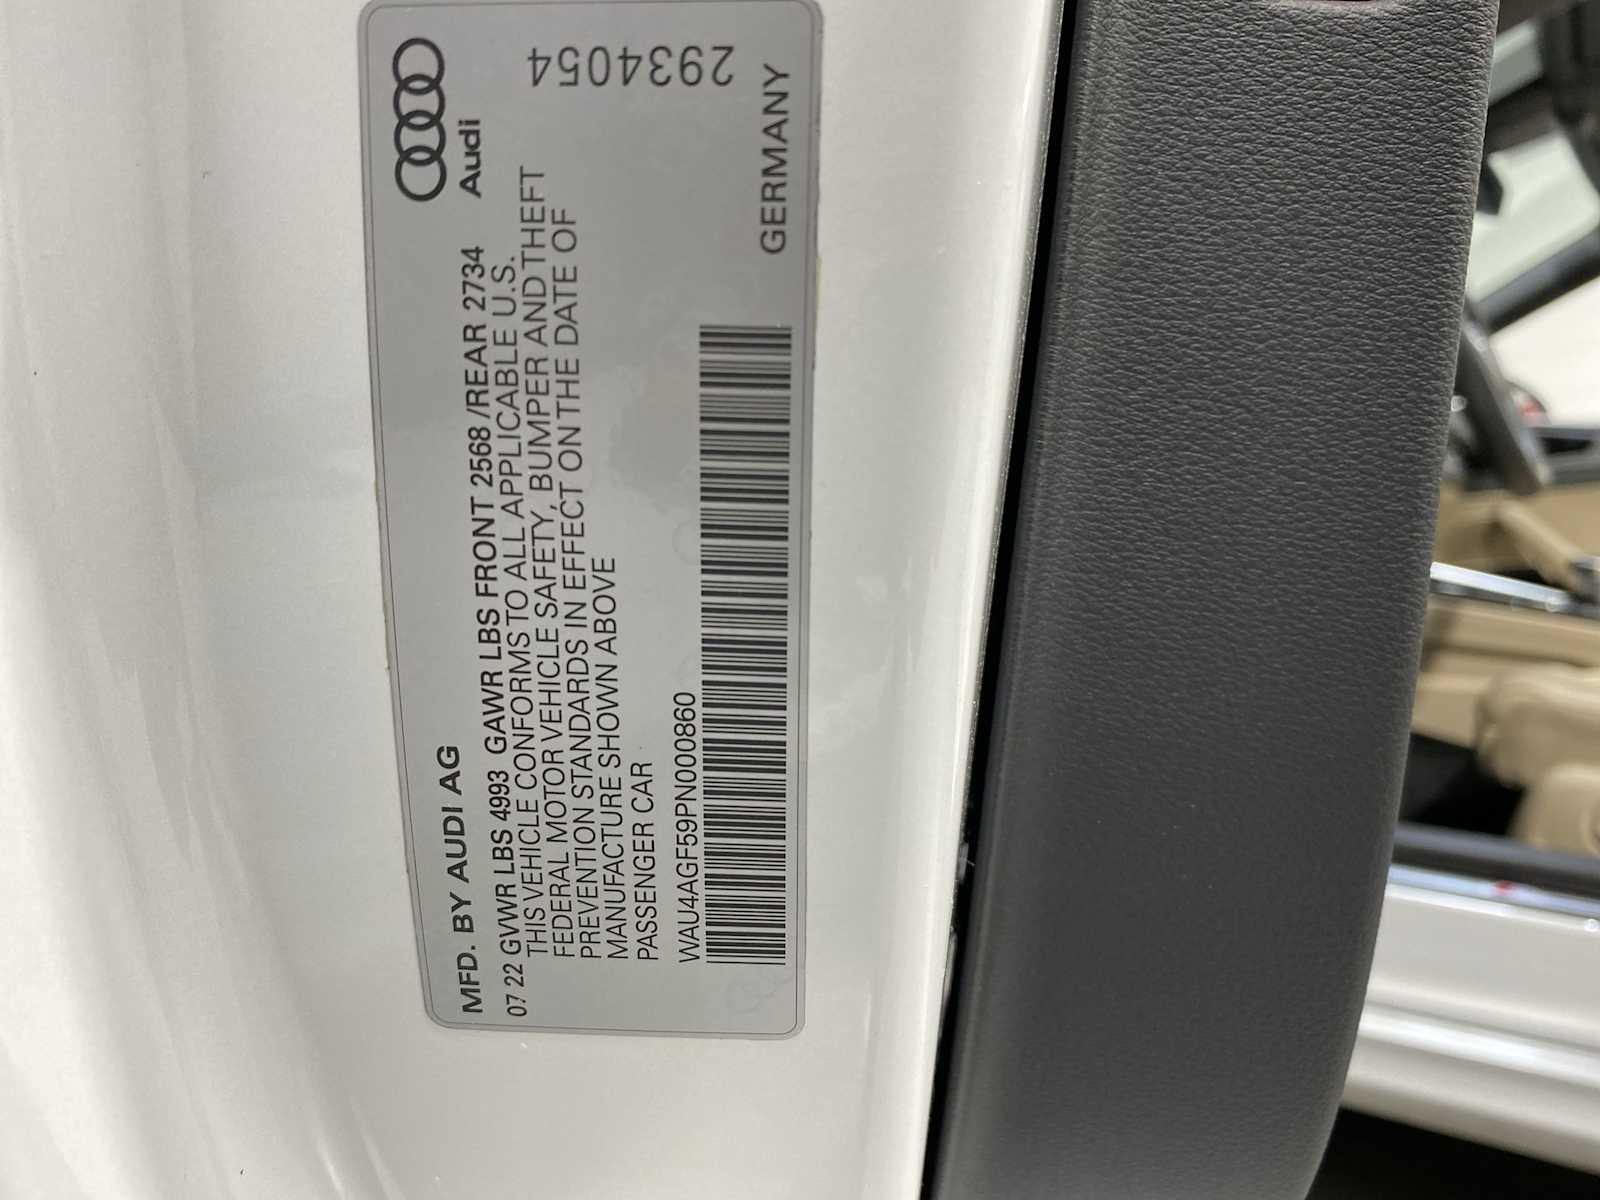 MFD. BY AUDI AG
Audi
07 22 GVWR LBS 4993 GAWR LBS FRONT 2568 /REAR 2734
THIS VEHICLE CONFORMS TO ALL APPLICABLE U.S.
FEDERAL MOTOR VEHICLE SAFETY, BUMPER AND THEFT
PREVENTION STANDARDS IN EFFECT ON THE DATE OF
MANUFACTURE SHOWN ABOVE
PASSENGER CAR
2934054
WAU4AGF59PN000860
GERMANY